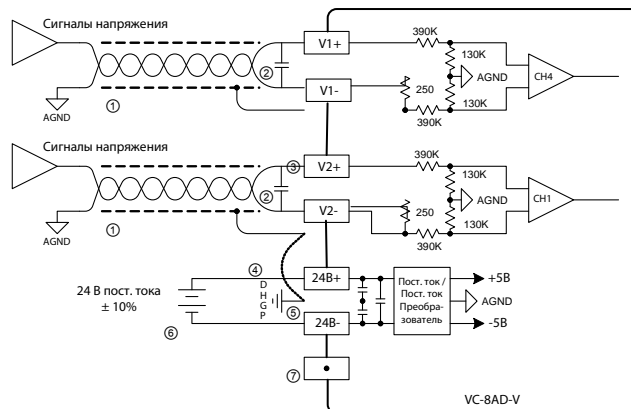 Сигналы напряжения
V1+
390K
130K
②
AGND
CH4
V1-
250
130K
①
390K
AGND
Сигналы напряжения
③
V2+
390K
130K
②
AGND
CH1
V2-
250
130K
①
390K
AGND
④
24В+
Пост. ток /
Пост. ток
Преобра-
зователь
+5В
24 В пост. тока
± 10%
D
H
G
P
AGND
⑤
24В-
-5В
⑥
⑦
VC-8AD-V